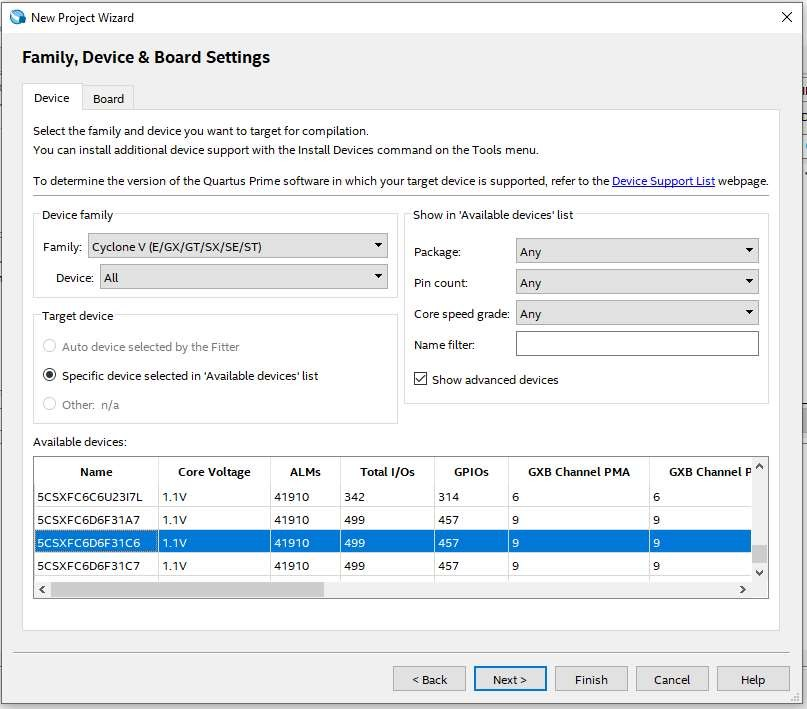 New Project Wizard
Family, Device & Board Settings
Device Board
Select the family and device you want to target for compilation.
You can install additional device support with the Install Devices command on the Tools menu.
To determine the version of the Quartus Prime software in which your target device is supported, refer to the Device Support List webpage.
Device family
Family: Cyclone V (E/GX/GT/SX/SE/ST)
Device: All
Target device
Auto device selected by the Fitter
Specific device selected in 'Available devices' list
Other: n/a
Show in 'Available devices' list
Package: Any
Pin count: Any
Core speed grade: Any
Name filter:
Show advanced devices
Available devices:
Name Core Voltage ALMs Total I/Os GPIOs GXB Channel PMA GXB Channel P
5CSXFC6C6U23I7L 1.1V 41910 342 314 6 6
5CSXFC6D6F31A7 1.1V 41910 499 457 9 9
5CSXFC6D6F31C6 1.1V 41910 499 457 9 9
5CSXFC6D6F31C7 1.1V 41910 499 457 9 9
< Back Next > Finish Cancel Help